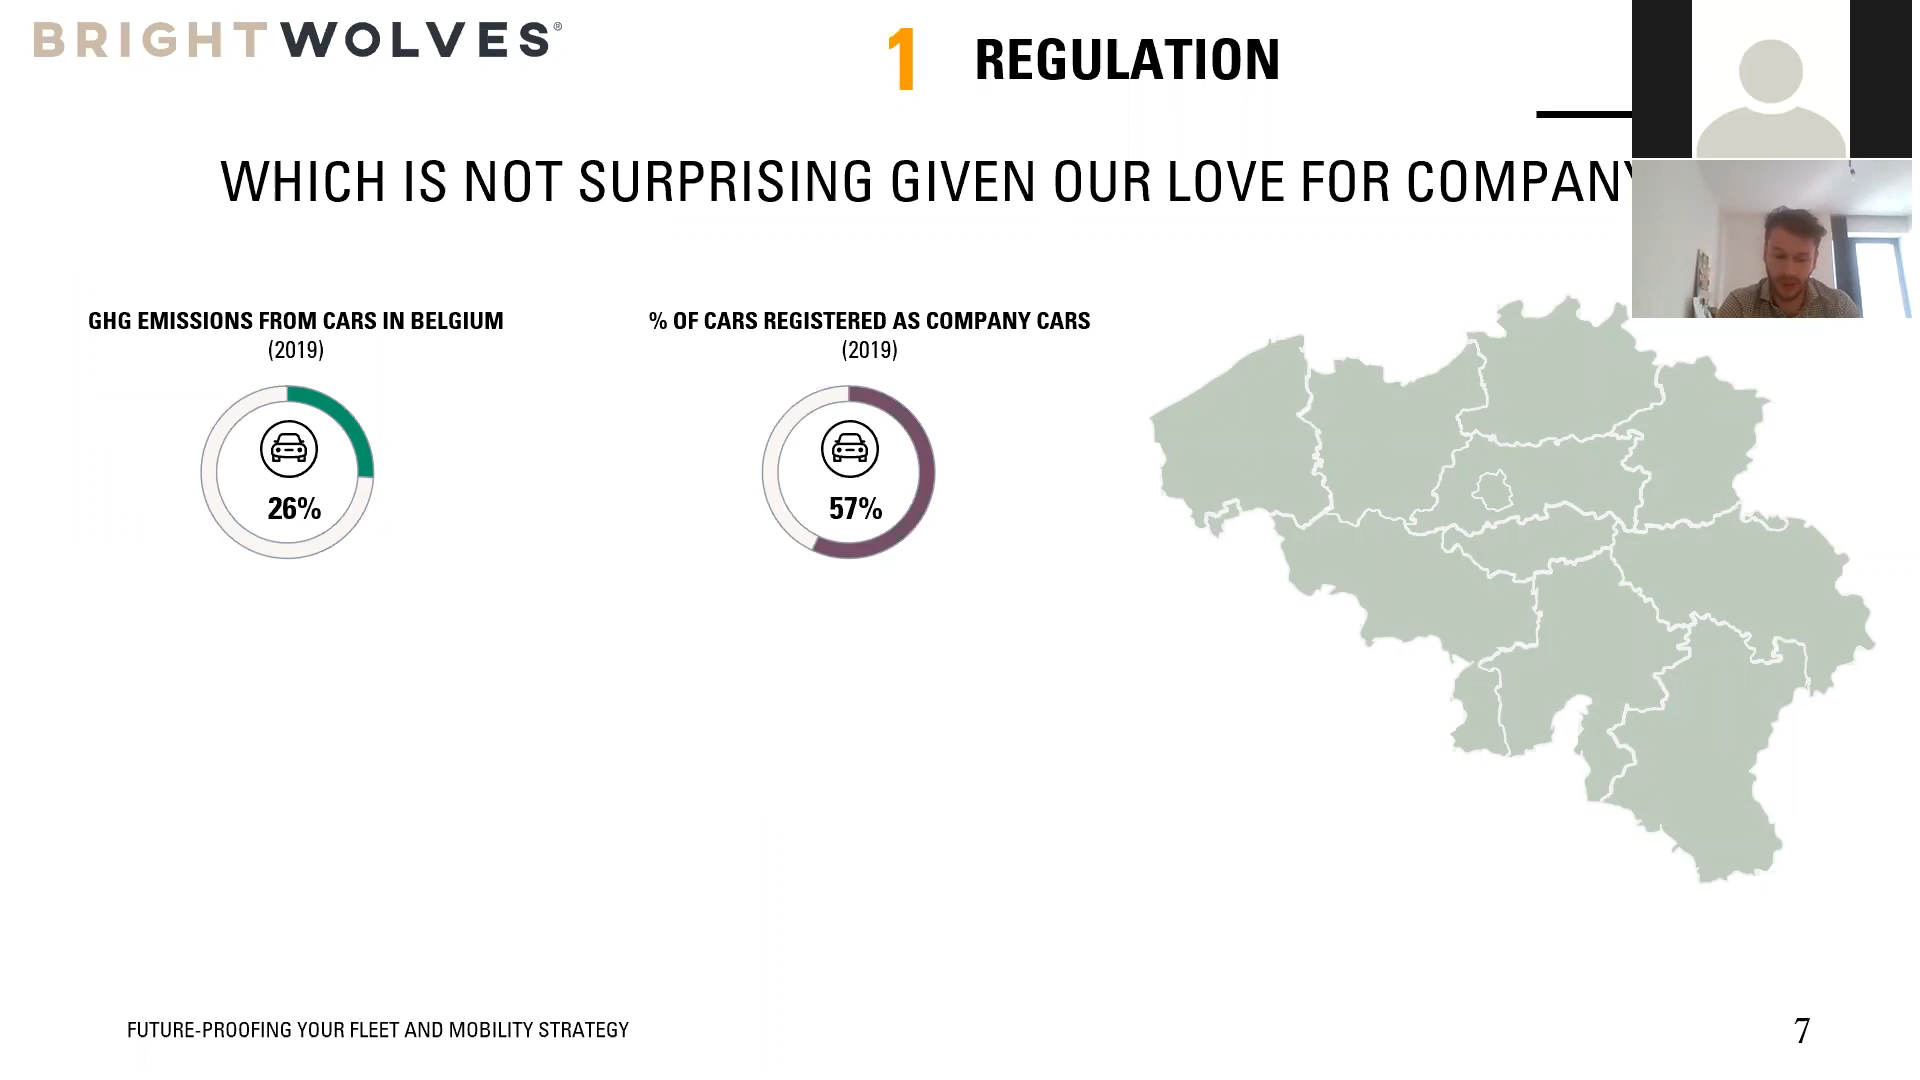 BRIGHTWOLVES®
1 REGULATION
WHICH IS NOT SURPRISING GIVEN OUR LOVE FOR COMPANY
GHG EMISSIONS FROM CARS IN BELGIUM
(2019)
26%
% OF CARS REGISTERED AS COMPANY CARS
(2019)
57%
FUTURE-PROOFING YOUR FLEET AND MOBILITY STRATEGY
7